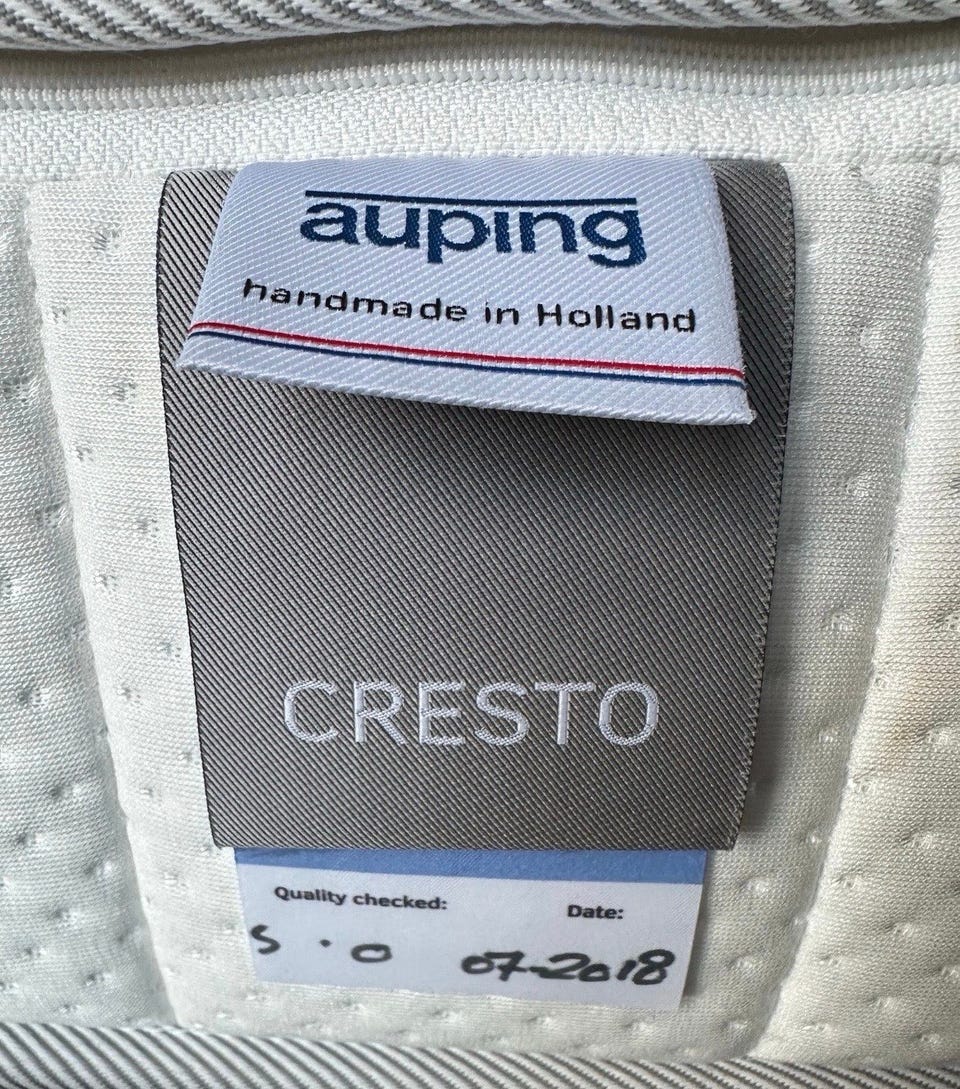 auping
handmade in Holland
CRESTO
Quality checked: Date:
S . O 07-2018